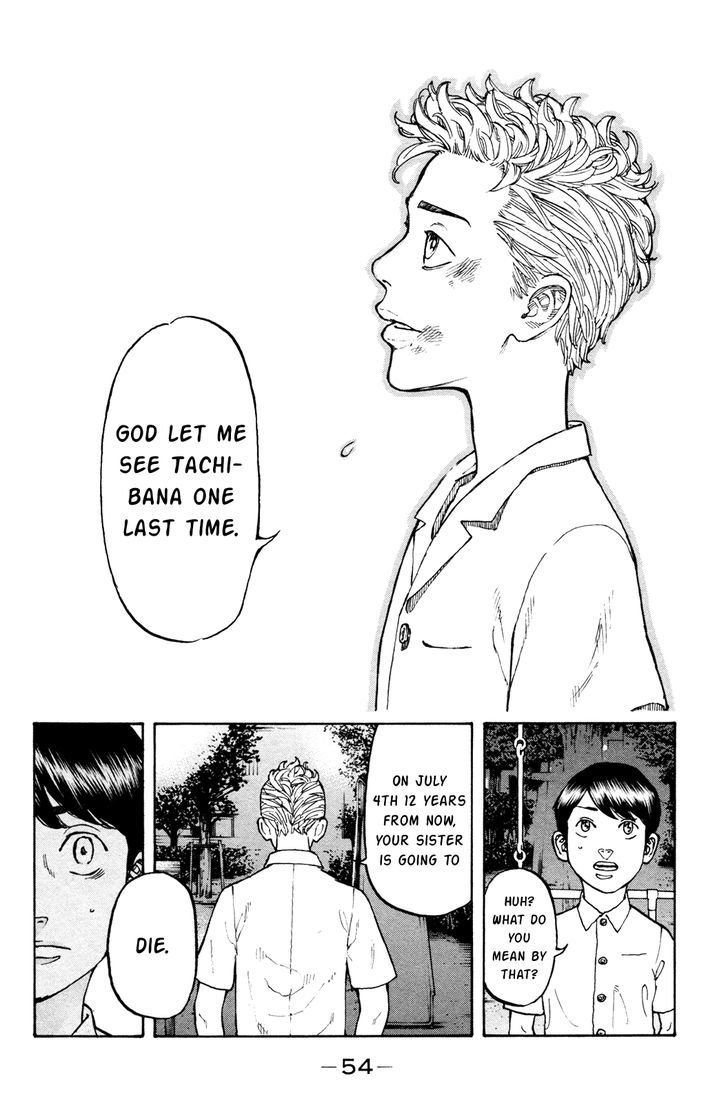 GOD LET ME
SEE TACHI-
BANA ONE
LAST TIME.
HUH?
WHAT DO
YOU
MEAN BY
THAT?
ON JULY
4TH 12 YEARS
FROM NOW,
YOUR SISTER
IS GOING TO
DIE.
—54—